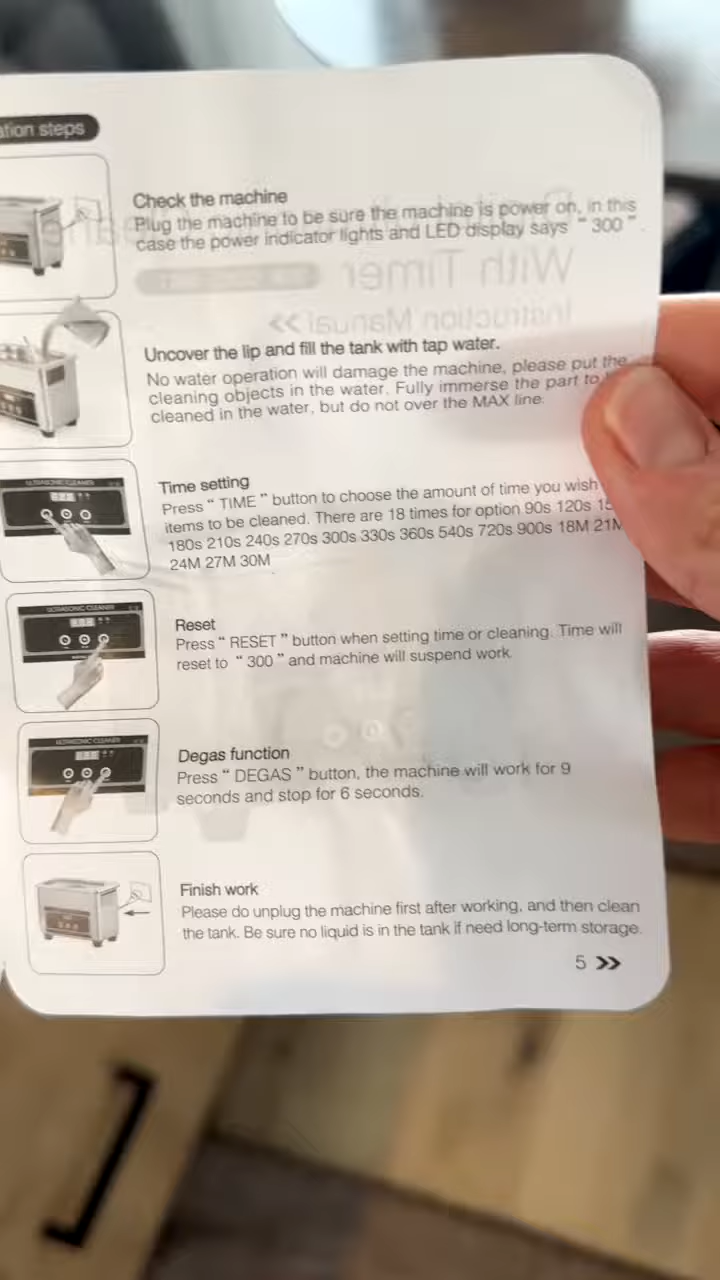 ation steps
Check the machine
Plug the machine to be sure the machine is power on, in this
case the power indicator lights and LED display says " 300 ".
Uncover the lip and fill the tank with tap water.
No water operation will damage the machine, please put the
cleaning objects in the water. Fully immerse the part to
cleaned in the water, but do not over the MAX line.
Time setting
Press " TIME " button to choose the amount of time you wish
items to be cleaned. There are 18 times for option 90s 120s
180s 210s 240s 270s 300s 330s 360s 540s 720s 900s 18M 21M
24M 27M 30M
ULTRASONIC CLEANER
Reset
Press " RESET " button when setting time or cleaning. Time will
reset to " 300 " and machine will suspend work.
Degas function
Press " DEGAS " button, the machine will work for 9
seconds and stop for 6 seconds.
Finish work
Please do unplug the machine first after working, and then clean
the tank. Be sure no liquid is in the tank if need long-term storage.
5 »
With Timer
Instruction Manual »